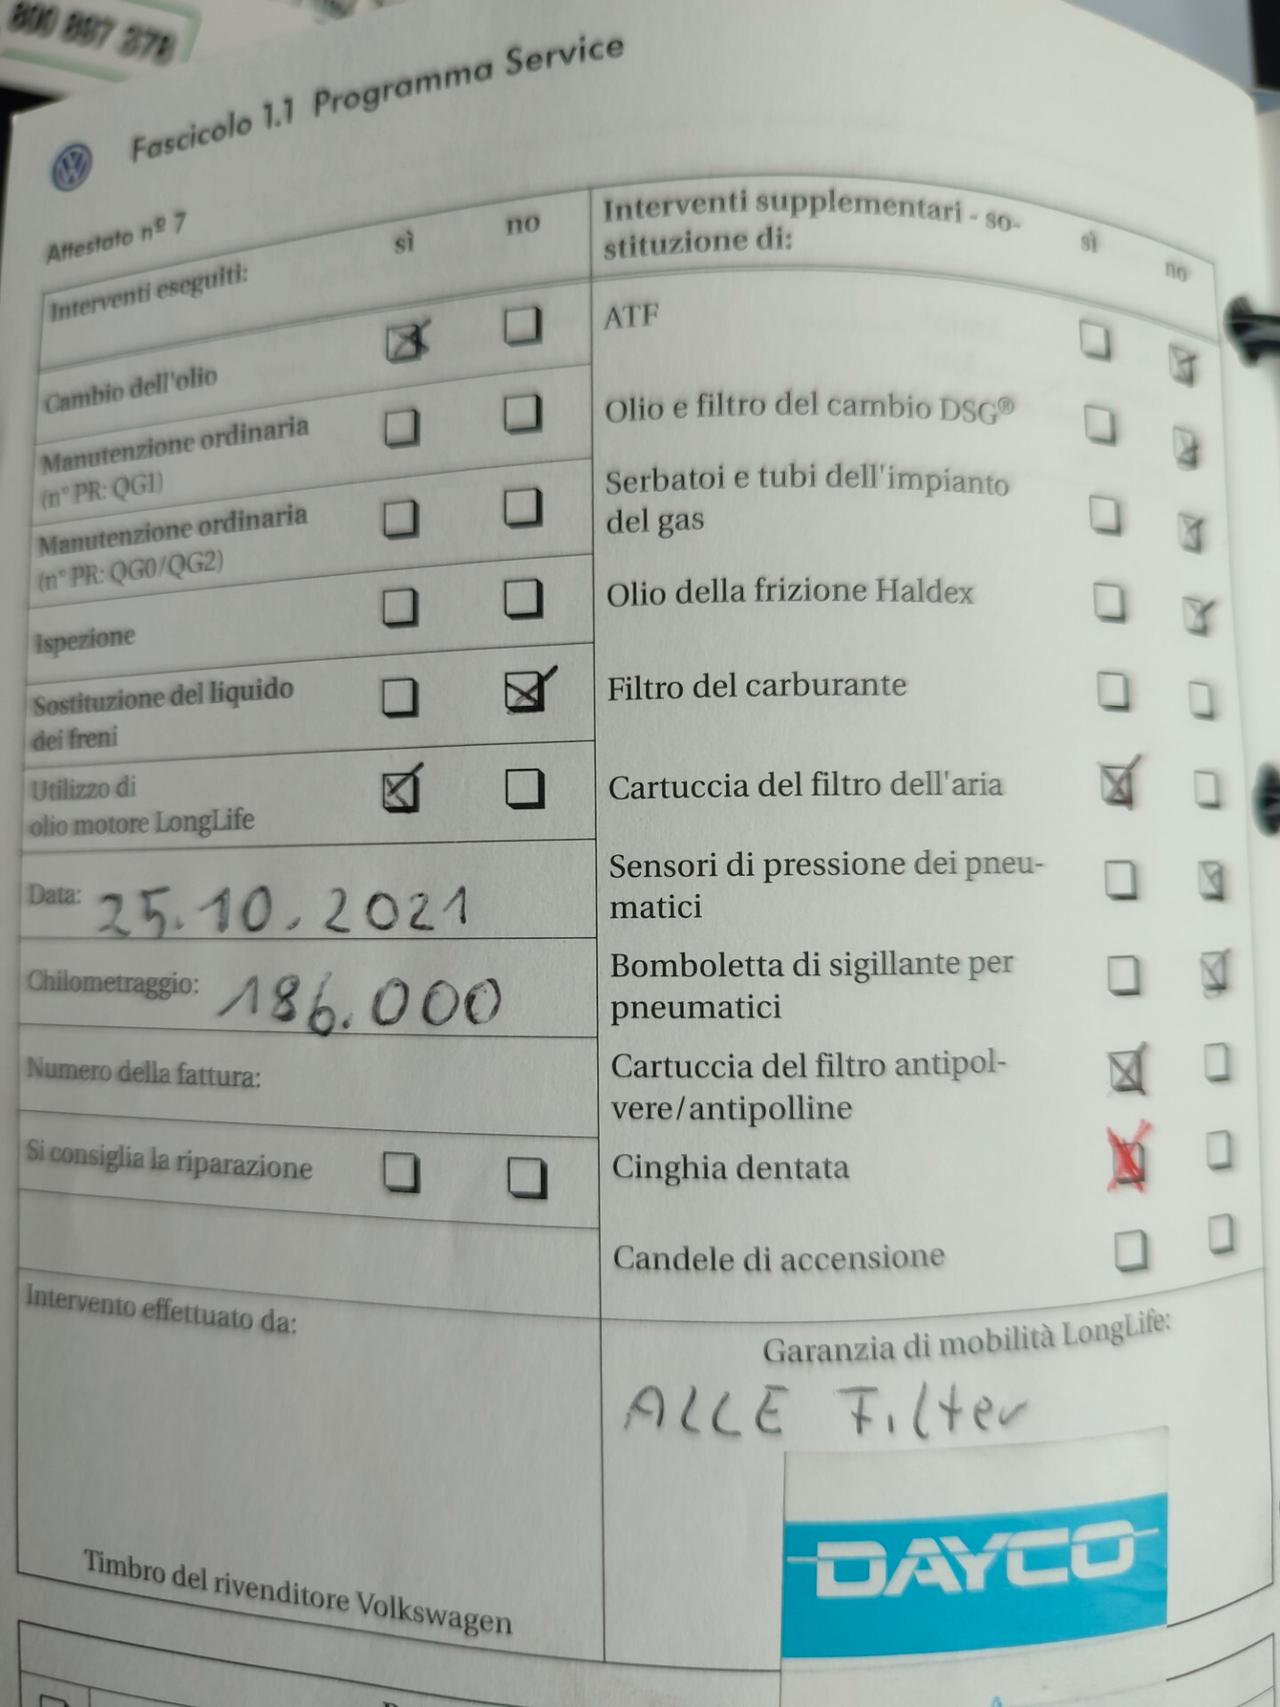 800 887 378
Fascicolo 1.1 Programma Service
Attestato nº 7
Interventi eseguiti:
sì
no
Cambio dell'olio
Manutenzione ordinaria
(n° PR: QG1)
Manutenzione ordinaria
(n° PR: QG0/QG2)
Ispezione
Sostituzione del liquido
dei freni
Utilizzo di
olio motore LongLife
Data: 25.10.2021
Chilometraggio: 186.000
Numero della fattura:
Si consiglia la riparazione
Intervento effettuato da:
Timbro del rivenditore Volkswagen
Interventi supplementari - so-
stituzione di:
sì
no
ATF
Olio e filtro del cambio DSG®
Serbatoi e tubi dell'impianto
del gas
Olio della frizione Haldex
Filtro del carburante
Cartuccia del filtro dell'aria
Sensori di pressione dei pneu-
matici
Bomboletta di sigillante per
pneumatici
Cartuccia del filtro antipol-
vere/antipolline
Cinghia dentata
Candele di accensione
Garanzia di mobilità LongLife:
ALLE Filter
DAYCO